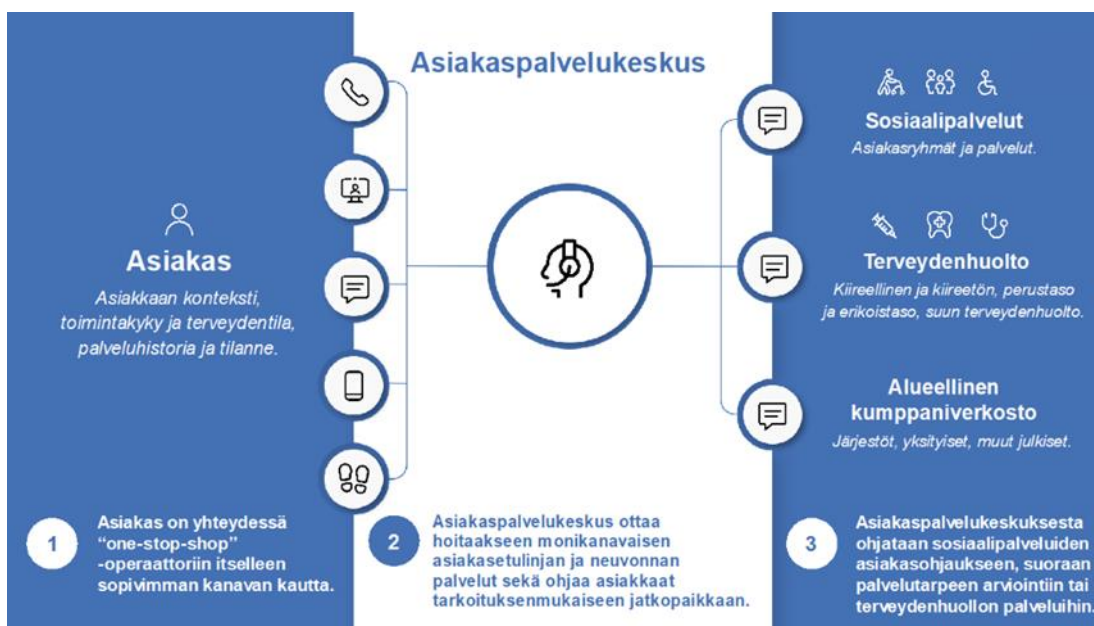 Asiakaspalvelukeskus
Asiakas
Asiakkaan konteksti,
toimintakyky ja terveydentila,
palveluhistoria ja tilanne.
Sosiaalipalvelut
Asiakasryhmät ja palvelut.
Terveydenhuolto
Kiireellinen ja kiireetön, perustaso
ja erikoistaso, suun terveydenhuolto.
Alueellinen
kumppaniverkosto
Järjestöt, yksityiset, muut julkiset.
1
Asiakas on yhteydessä
“one-stop-shop”
-operaattoriin itselleen
sopivimman kanavan kautta.
2
Asiakaspalvelukeskus ottaa
hoitaakseen monikanavaisen
asiakasetulinjan ja neuvonnan
palvelut sekä ohjaa asiakkaat
tarkoituksenmukaiseen jatkopaikkaan.
3
Asiakaspalvelukeskuksesta
ohjataan sosiaalipalveluiden
asiakasohjaukseen, suoraan
palvelutarpeen arviointiin tai
terveydenhuollon palveluihin.